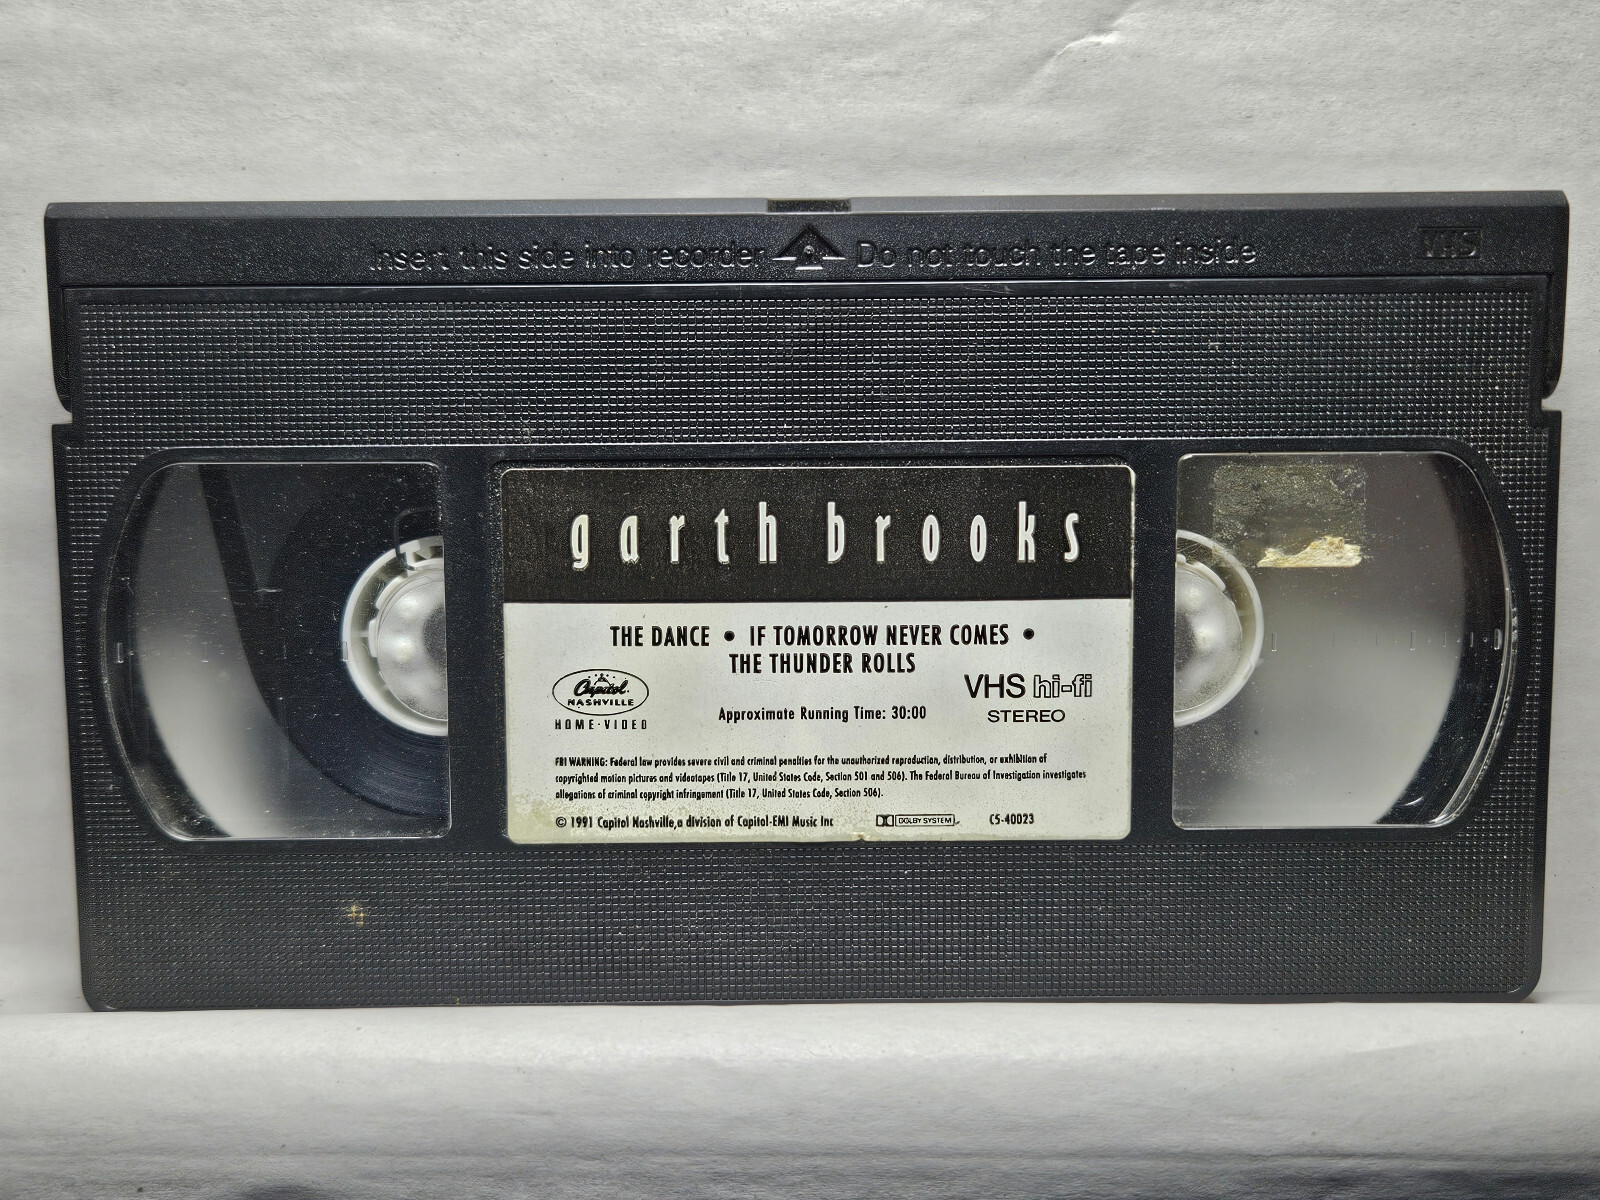 Insert this side into recorder Do not touch the tape inside VHS
garth brooks
THE DANCE • IF TOMORROW NEVER COMES •
THE THUNDER ROLLS
Capitol
NASHVILLE
HOME·VIDEO
Approximate Running Time: 30:00
VHS hi-fi
STEREO
FBI WARNING: Federal law provides severe civil and criminal penalties for the unauthorized reproduction, distribution, or exhibition of
copyrighted motion pictures and videotapes (Title 17, United States Code, Section 501 and 506). The Federal Bureau of Investigation investigates
allegations of criminal copyright infringement (Title 17, United States Code, Section 506).
© 1991 Capitol Nashville,a division of Capitol-EMI Music Inc DOLBY SYSTEM C5-40023